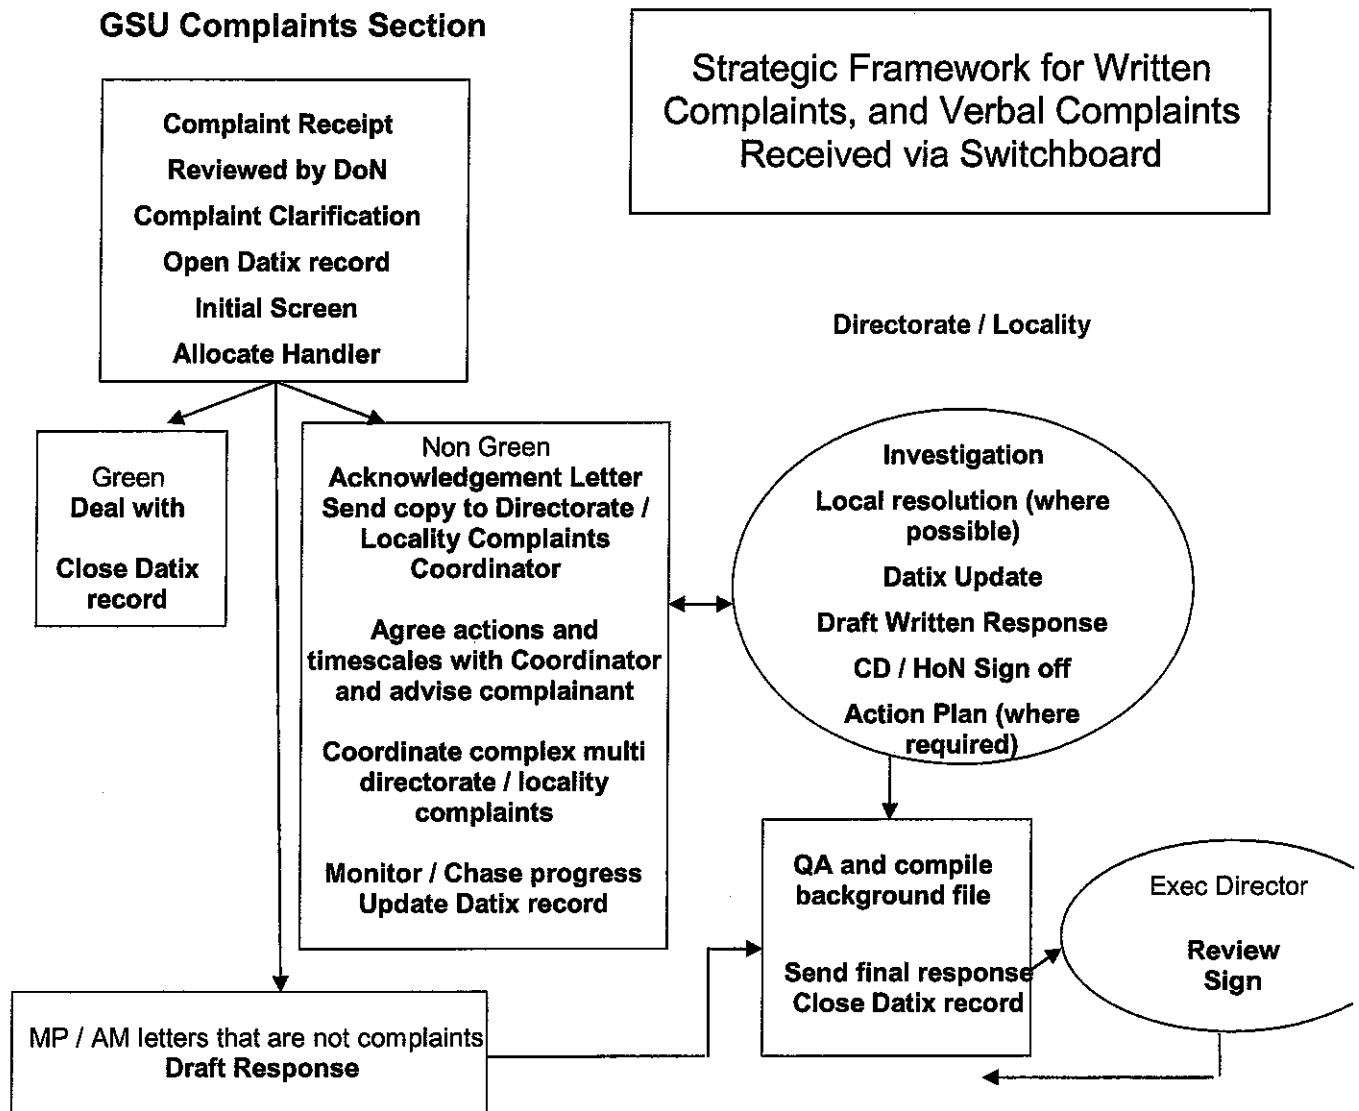 GSU Complaints Section
Strategic Framework for Written
Complaints, and Verbal Complaints
Received via Switchboard
Complaint Receipt
Reviewed by DoN
Complaint Clarification
Open Datix record
Initial Screen
Allocate Handler
Directorate / Locality
Green
Deal with
Close Datix
record
Non Green
Acknowledgement Letter
Send copy to Directorate /
Locality Complaints
Coordinator
Agree actions and
timescales with Coordinator
and advise complainant
Coordinate complex multi
directorate / locality
complaints
Monitor / Chase progress
Update Datix record
Investigation
Local resolution (where
possible)
Datix Update
Draft Written Response
CD / HoN Sign off
Action Plan (where
required)
QA and compile
background file
Send final response
Close Datix record
Exec Director
Review
Sign
MP / AM letters that are not complaints
Draft Response